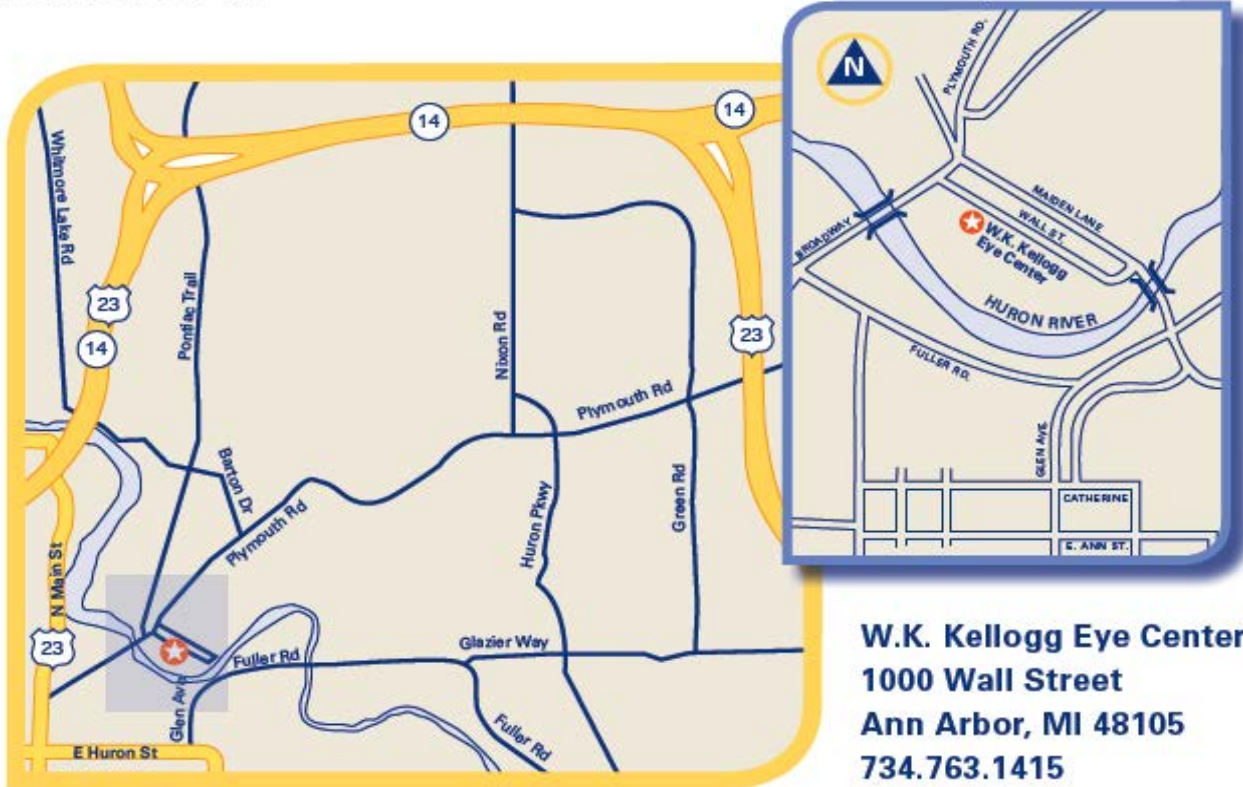 14
14
Whitmore Lake Rd
23
14
Pontiac Trail
Nixon Rd
23
Plymouth Rd
Barton Dr
Plymouth Rd
Huron Pkwy
Green Rd
N Main St
23
Fuller Rd
Glazier Way
Glen Ave
Fuller Rd
E Huron St
N
PLYMOUTH RD.
MAIDEN LANE
WALL ST.
BROADWAY
W.K. Kellogg
Eye Center
HURON RIVER
FULLER RD.
GLEN AVE.
CATHERINE
E. ANN ST.
W.K. Kellogg Eye Center
1000 Wall Street
Ann Arbor, MI 48105
734.763.1415